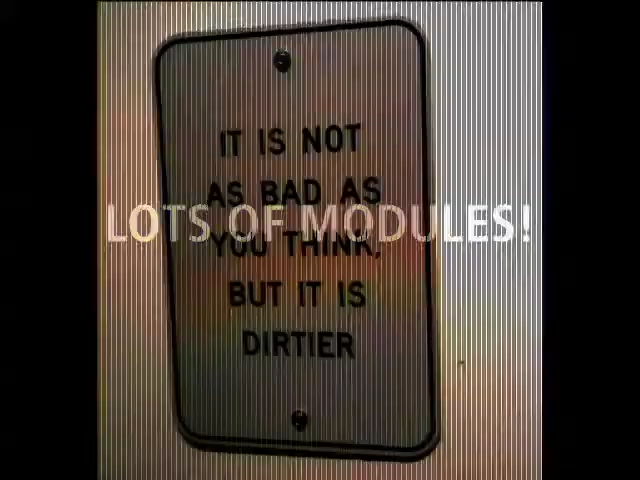 IT IS NOT
AS BAD AS
LOTS OF MODULES!
YOU THINK,
BUT IT IS
DIRTIER